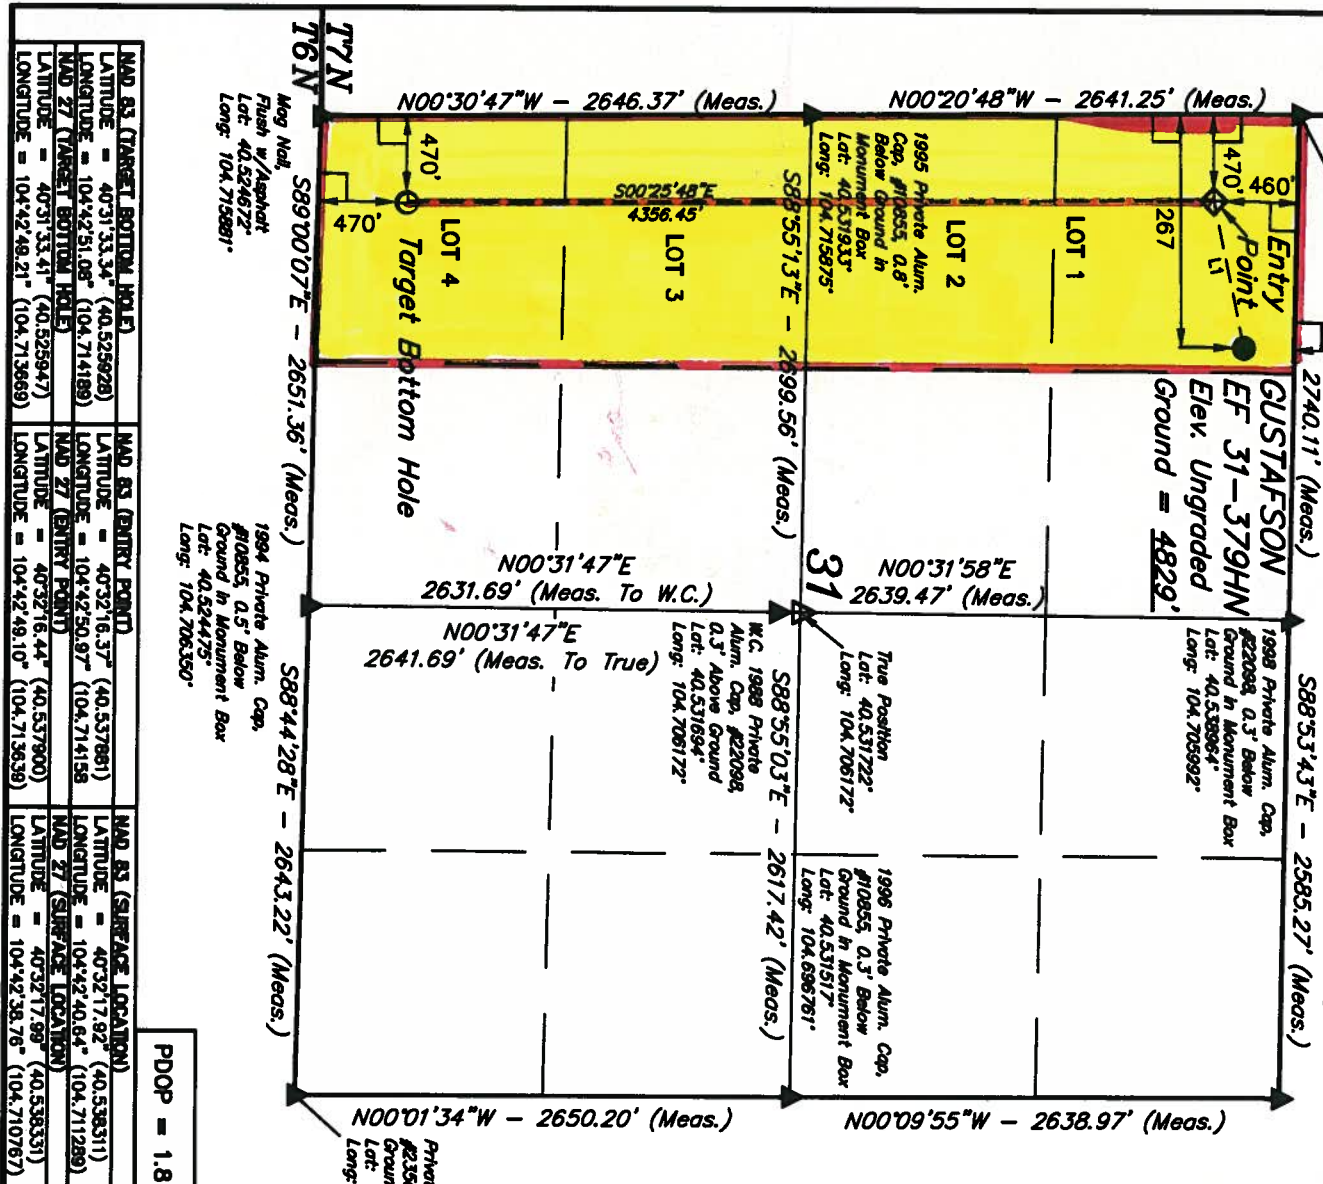 T7N
T6N
N00°30'47"W - 2646.37' (Meas.)
N00°20'48"W - 2641.25' (Meas.)
Mag Nail,
Flush w/Asphalt
Lat: 40.524672°
Long: 104.715881°
470'
470'
S00°25'48"E
4356.45'
LOT 4
LOT 3
LOT 2
LOT 1
1995 Private Alum.
Cap, #10855, 0.8'
Below Ground in
Monument Box
Lat: 40.531933°
Long: 104.715875°
470'
460'
267
Entry
Point
L1
Target Bottom Hole
GUSTAFSON
EF 31-379HN
Elev. Ungraded
Ground = 4829'
2740.11' (Meas.)
S89°00'07"E - 2651.36' (Meas.)
S88°55'13"E - 2699.56' (Meas.)
N00°31'47"E
2631.69' (Meas. To W.C.)
N00°31'47"E
2641.69' (Meas. To True)
31
N00°31'58"E
2639.47' (Meas.)
1994 Private Alum. Cap,
#10855, 0.5' Below
Ground in Monument Box
Lat: 40.524475°
Long: 104.706350°
W.C. 1988 Private
Alum. Cap, #22098,
0.3' Above Ground
Lat: 40.531694°
Long: 104.706172°
True Position
Lat: 40.531722°
Long: 104.706172°
1998 Private Alum. Cap,
#22098, 0.3' Below
Ground in Monument Box
Lat: 40.538964°
Long: 104.705992°
S88°44'28"E - 2643.22' (Meas.)
S88°55'03"E - 2617.42' (Meas.)
S88°53'43"E - 2585.27' (Meas.)
1996 Private Alum. Cap,
#10855, 0.3' Below
Ground in Monument Box
Lat: 40.531517°
Long: 104.696761°
N00°01'34"W - 2650.20' (Meas.)
N00°09'55"W - 2638.97' (Meas.)
Lat:
Long:
PDOP = 1.8
NAD 83 (TARGET BOTTOM HOLE)
LATITUDE = 40°31'33.34" (40.525928)
LONGITUDE = 104°42'51.08" (104.714189)
NAD 27 (TARGET BOTTOM HOLE)
LATITUDE = 40°31'33.41" (40.525947)
LONGITUDE = 104°42'49.21" (104.713669)
NAD 83 (ENTRY POINT)
LATITUDE = 40°32'16.37" (40.537881)
LONGITUDE = 104°42'50.97" (104.714158
NAD 27 (ENTRY POINT)
LATITUDE = 40°32'16.44" (40.537900)
LONGITUDE = 104°42'49.10" (104.713639)
NAD 83 (SURFACE LOCATION)
LATITUDE = 40°32'17.92" (40.538311)
LONGITUDE = 104°42'40.64" (104.711289)
NAD 27 (SURFACE LOCATION)
LATITUDE = 40°32'17.99" (40.538331)
LONGITUDE = 104°42'38.76" (104.710767)